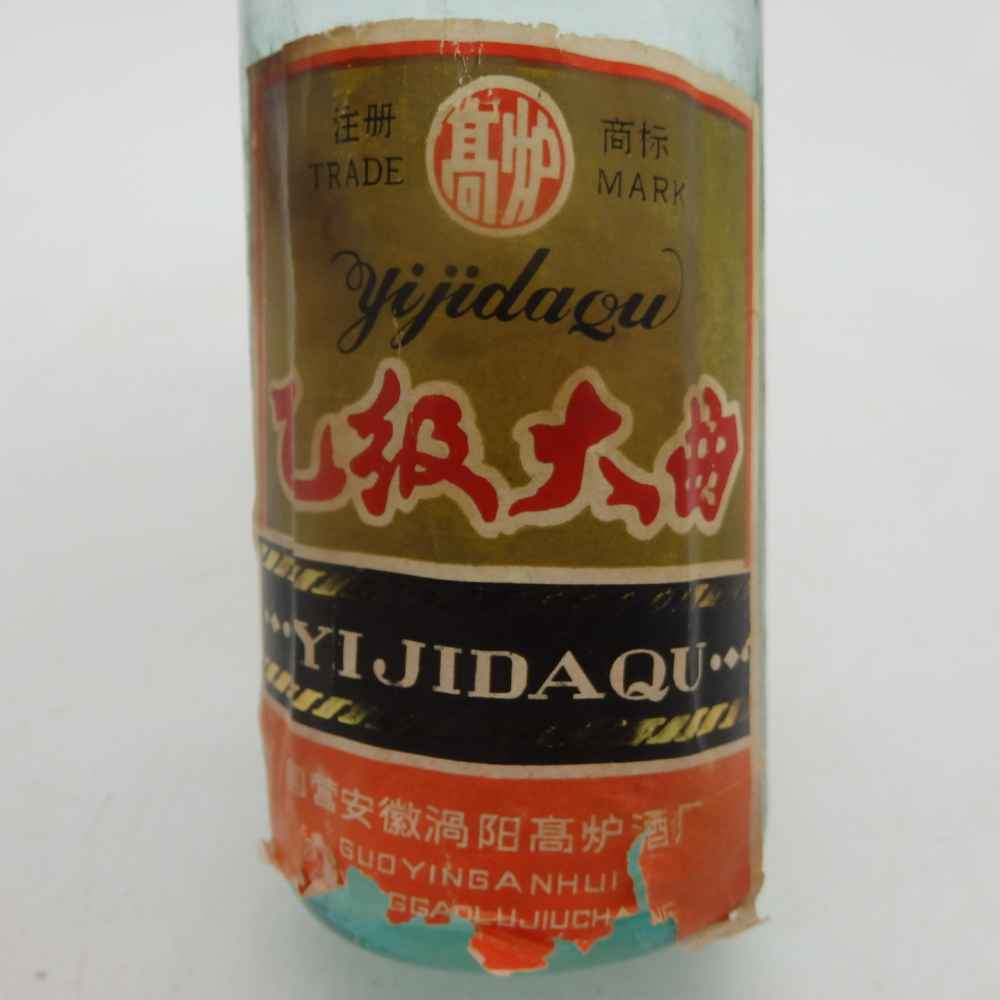 注册 高炉 商标
TRADE MARK
yijidaqu
乙级大曲
YIJIDAQU
营安徽涡阳高炉酒厂
GUOYINGANHUI
GGAOLUJIUCHA